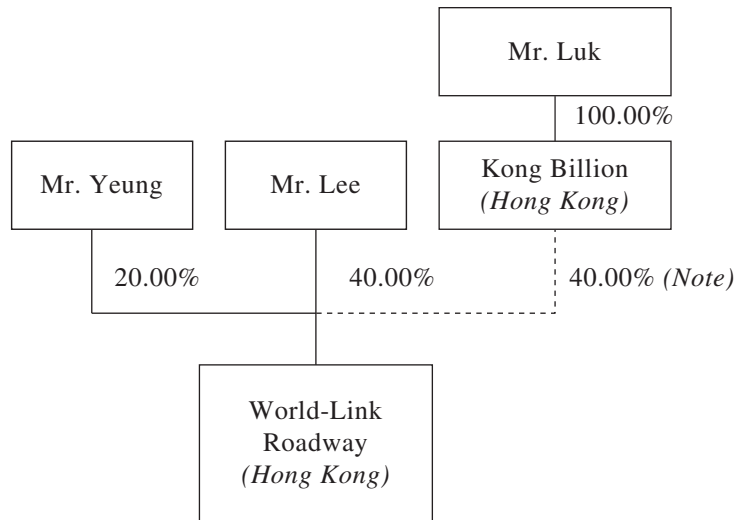 Mr. Luk
100.00%
Mr. Yeung
Mr. Lee
Kong Billion
(Hong Kong)
20.00%
40.00%
40.00% (Note)
World-Link
Roadway
(Hong Kong)